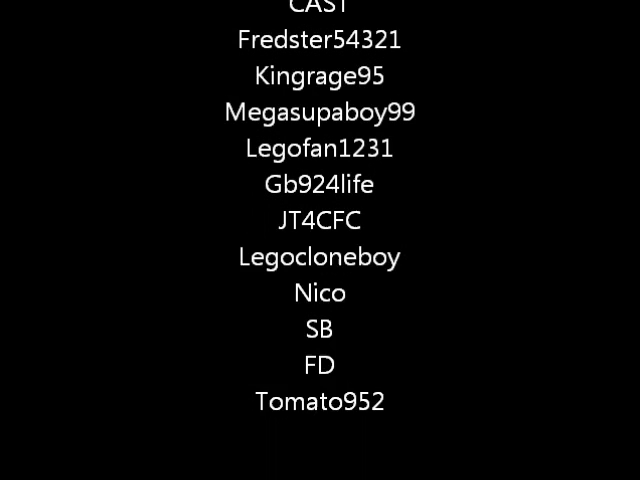 CAST
Fredster54321
Kingrage95
Megasupaboy99
Legofan1231
Gb924life
JT4CFC
Legocloneboy
Nico
SB
FD
Tomato952